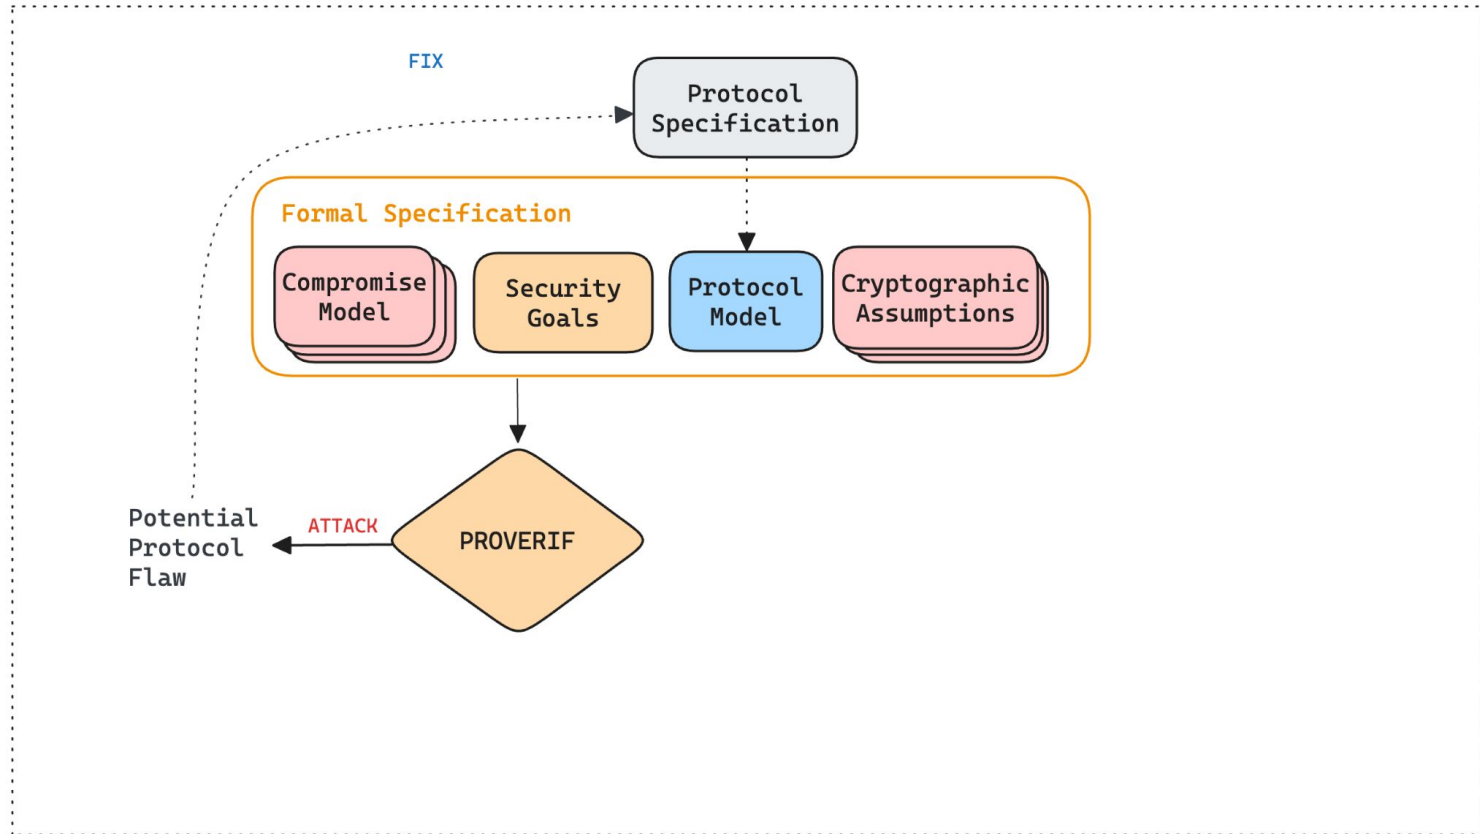 FIX
Protocol
Specification
Formal Specification
Compromise
Model
Security
Goals
Protocol
Model
Cryptographic
Assumptions
Potential
Protocol
Flaw
ATTACK
PROVERIF